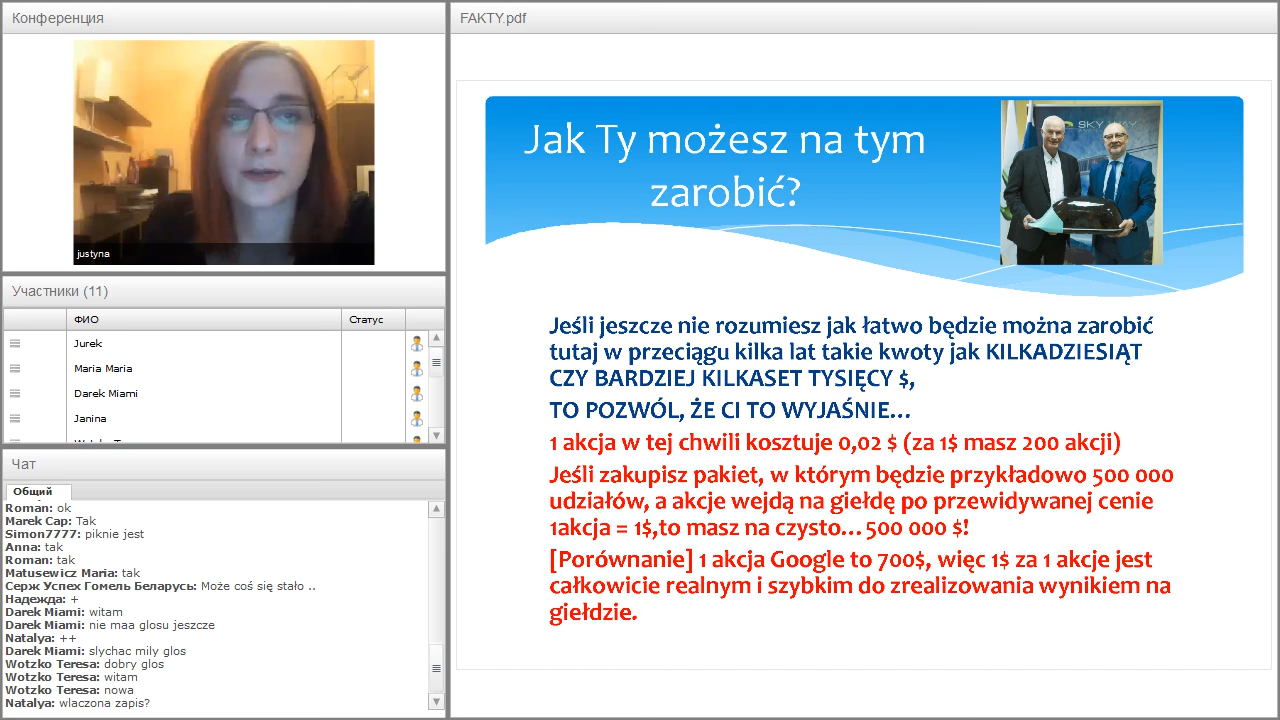 Конференция
justyna
Участники (11)
ФИО
Статус
Jurek
Maria Maria
Darek Miami
Janina
Чат
Общий
Roman: ok
Marek Cap: Tak
Simon7777: piknie jest
Anna: tak
Roman: tak
Matusewicz Maria: tak
Серж Успех Гомель Беларусь: Może coś się stało ..
Надежда: +
Darek Miami: witam
Darek Miami: nie maa glosu jeszcze
Natalya: ++
Darek Miami: slychac mily glos
Wotzko Teresa: dobry glos
Wotzko Teresa: witam
Wotzko Teresa: nowa
Natalya: wlaczona zapis?
FAKTY.pdf
Jak Ty możesz na tym
zarobić?
SKY WAY
Jeśli jeszcze nie rozumiesz jak łatwo będzie można zarobić
tutaj w przeciągu kilka lat takie kwoty jak KILKADZIESIĄT
CZY BARDZIEJ KILKASET TYSIĘCY $,
TO POZWÓL, ŻE CI TO WYJAŚNIE...
1 akcja w tej chwili kosztuje 0,02 $ (za 1$ masz 200 akcji)
Jeśli zakupisz pakiet, w którym będzie przykładowo 500 000
udziałów, a akcje wejdą na giełdę po przewidywanej cenie
1akcja = 1$,to masz na czysto...500 000 $!
[Porównanie] 1 akcja Google to 700$, więc 1$ za 1 akcje jest
całkowicie realnym i szybkim do zrealizowania wynikiem na
giełdzie.